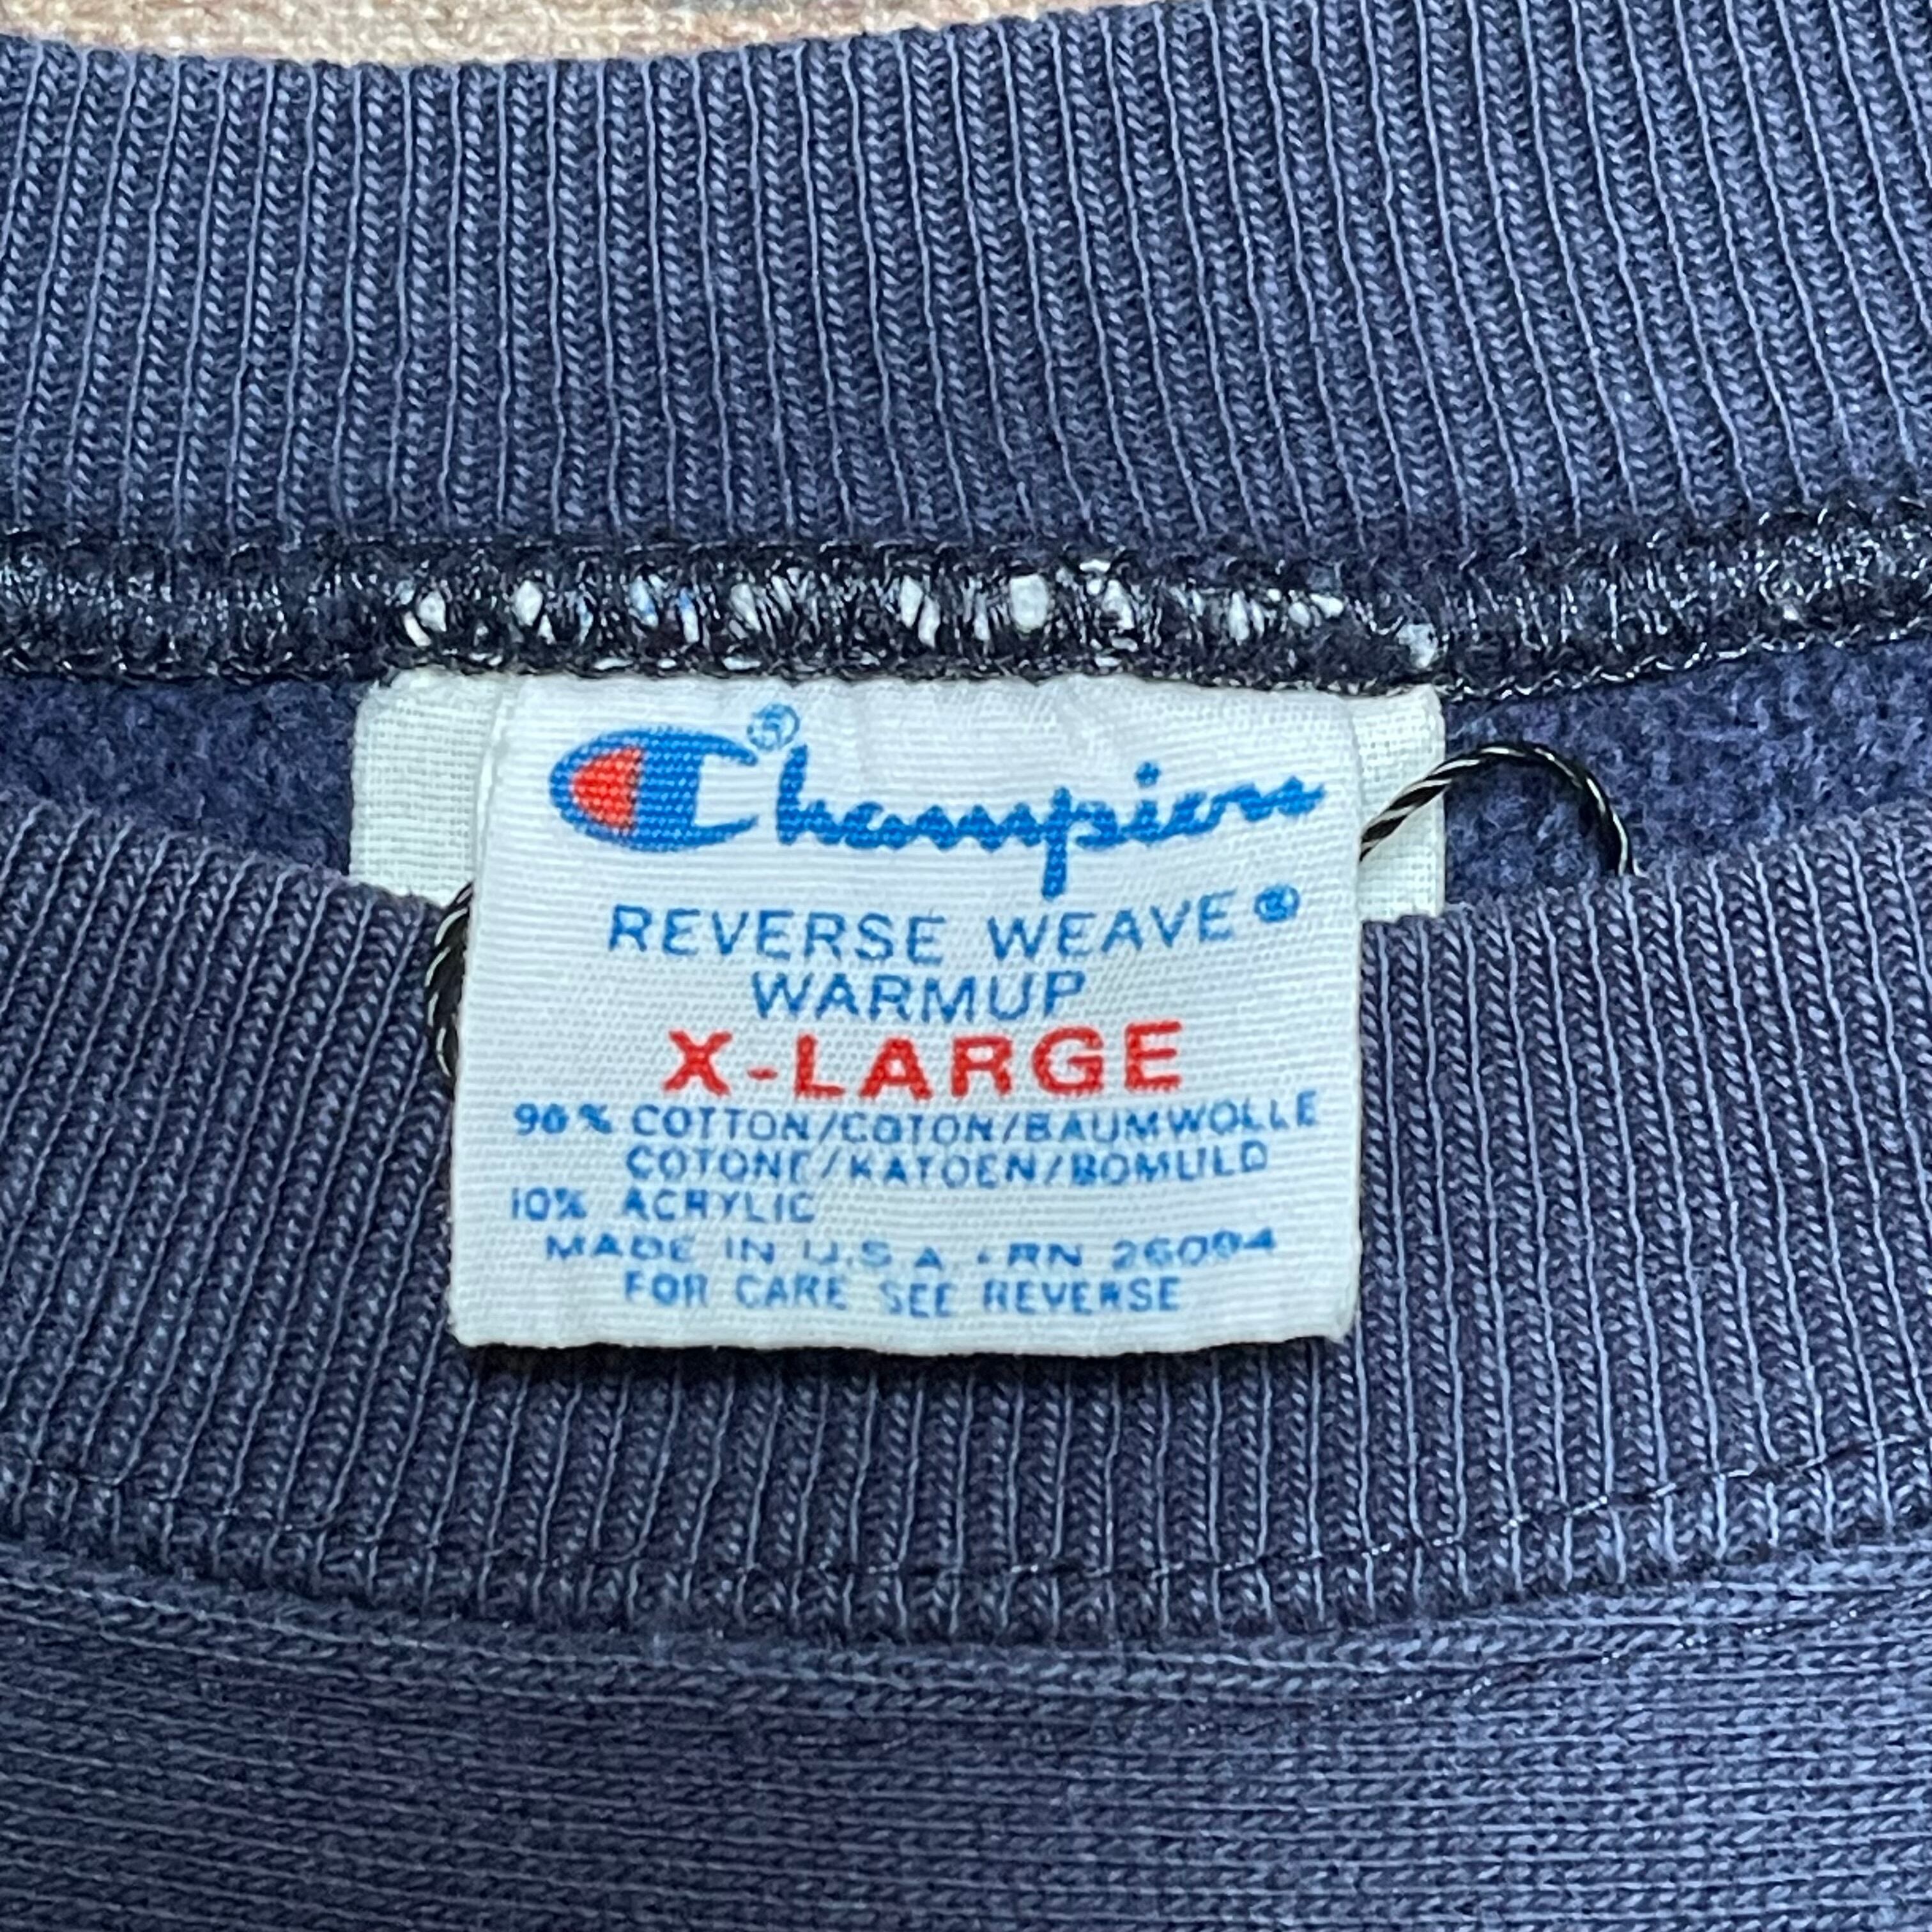 Champion®
REVERSE WEAVE®
WARMUP
X-LARGE
90% COTTON/COTON/BAUMWOLLE
COTONE/KATOEN/BOMULD
10% ACRYLIC
MADE IN U.S.A. - RN 26094
FOR CARE SEE REVERSE